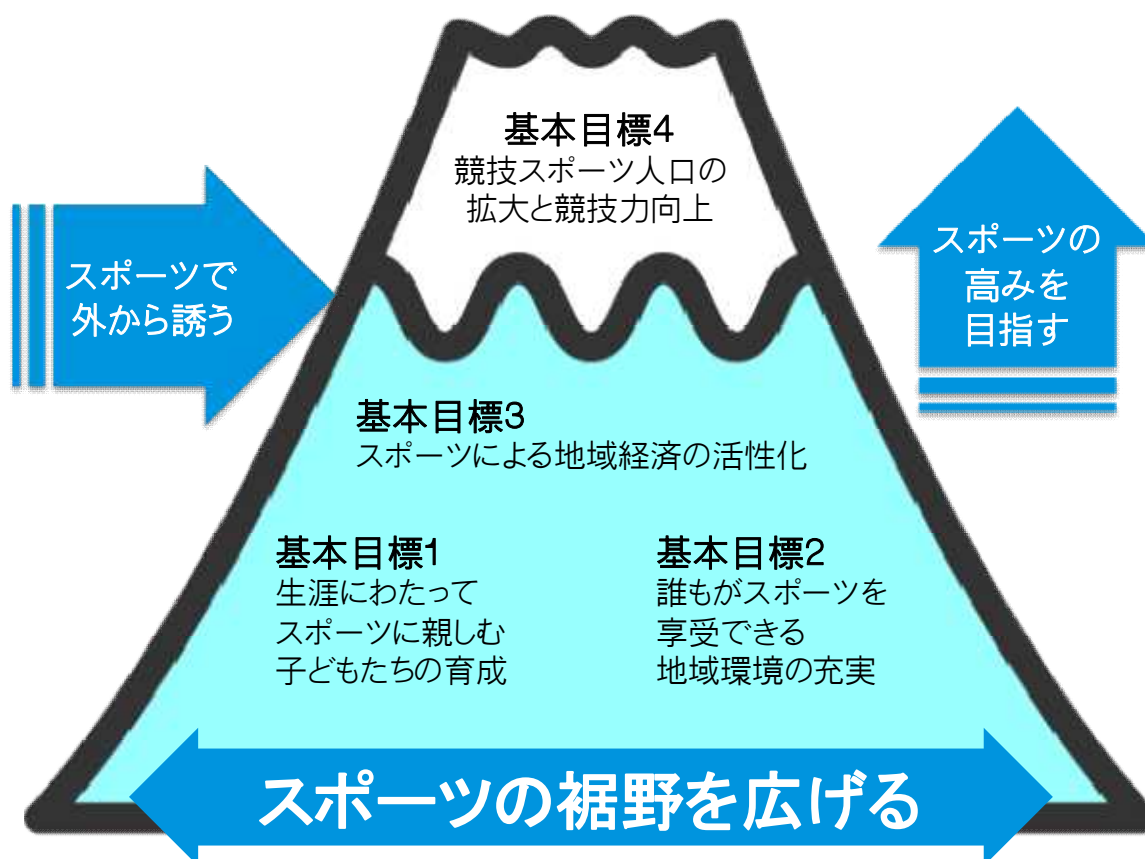 基本目標4
競技スポーツ人口の
拡大と競技力向上
スポーツで
外から誘う
スポーツの
高みを
目指す
基本目標3
スポーツによる地域経済の活性化
基本目標1
生涯にわたって
スポーツに親しむ
子どもたちの育成
基本目標2
誰もがスポーツを
享受できる
地域環境の充実
スポーツの裾野を広げる